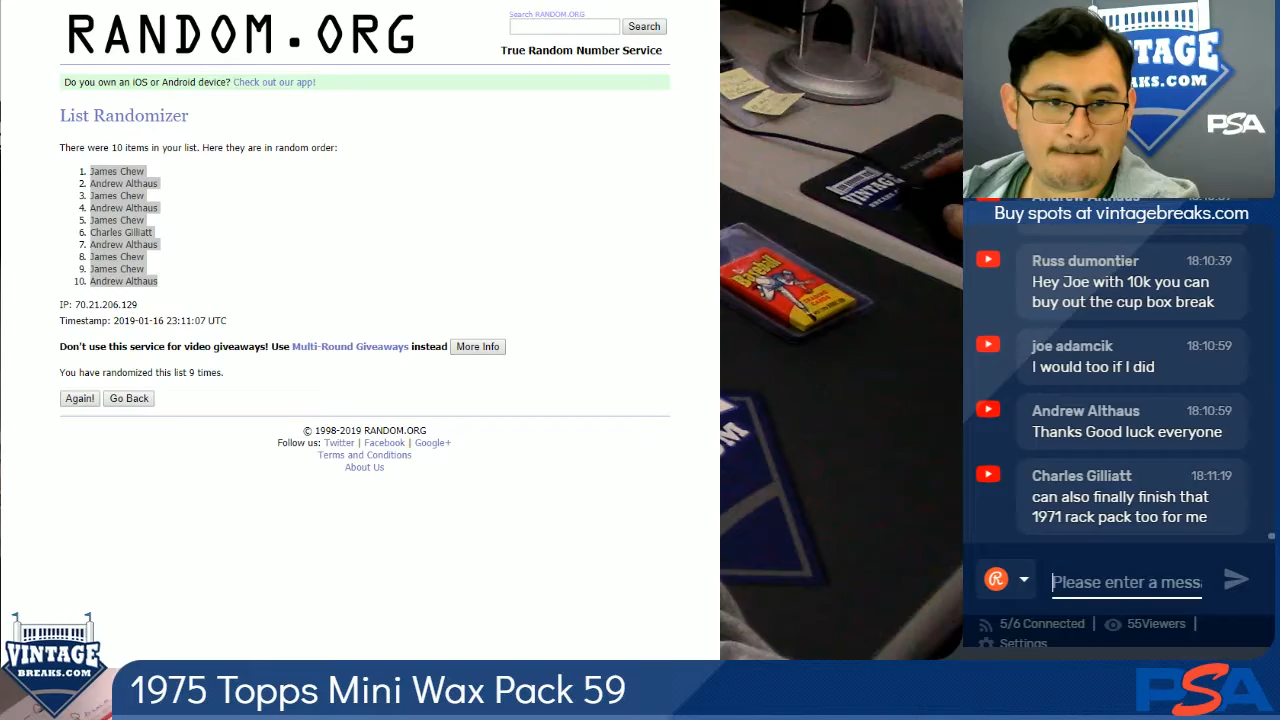 RANDOM.ORG
Search RANDOM.ORG
Search
True Random Number Service
Do you own an iOS or Android device? Check out our app!
List Randomizer
There were 10 items in your list. Here they are in random order:
1. James Chew
2. Andrew Althaus
3. James Chew
4. Andrew Althaus
5. James Chew
6. Charles Gilliatt
7. Andrew Althaus
8. James Chew
9. James Chew
10. Andrew Althaus
IP: 70.21.206.129
Timestamp: 2019-01-16 23:11:07 UTC
Don't use this service for video giveaways! Use Multi-Round Giveaways instead More Info
You have randomized this list 9 times.
Again! Go Back
© 1998-2019 RANDOM.ORG
Follow us: Twitter | Facebook | Google+
Terms and Conditions
About Us
VINTAGE
Baseball
VINTAGE
AKS.COM
PSA
Buy spots at vintagebreaks.com
Russ dumontier 18:10:39
Hey Joe with 10k you can
buy out the cup box break
joe adamcik 18:10:59
I would too if I did
Andrew Althaus 18:10:59
Thanks Good luck everyone
Charles Gilliatt 18:11:19
can also finally finish that
1971 rack pack too for me
Please enter a messa
5/6 Connected | 55Viewers |
Settings
VINTAGE
BREAKS.COM
1975 Topps Mini Wax Pack 59
PSA